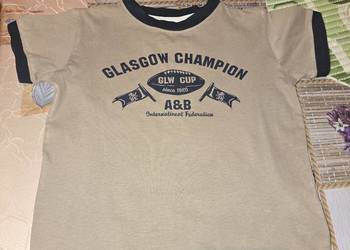 GLASGOW CHAMPION
GLW CUP
since 1920
A&B
International Federation